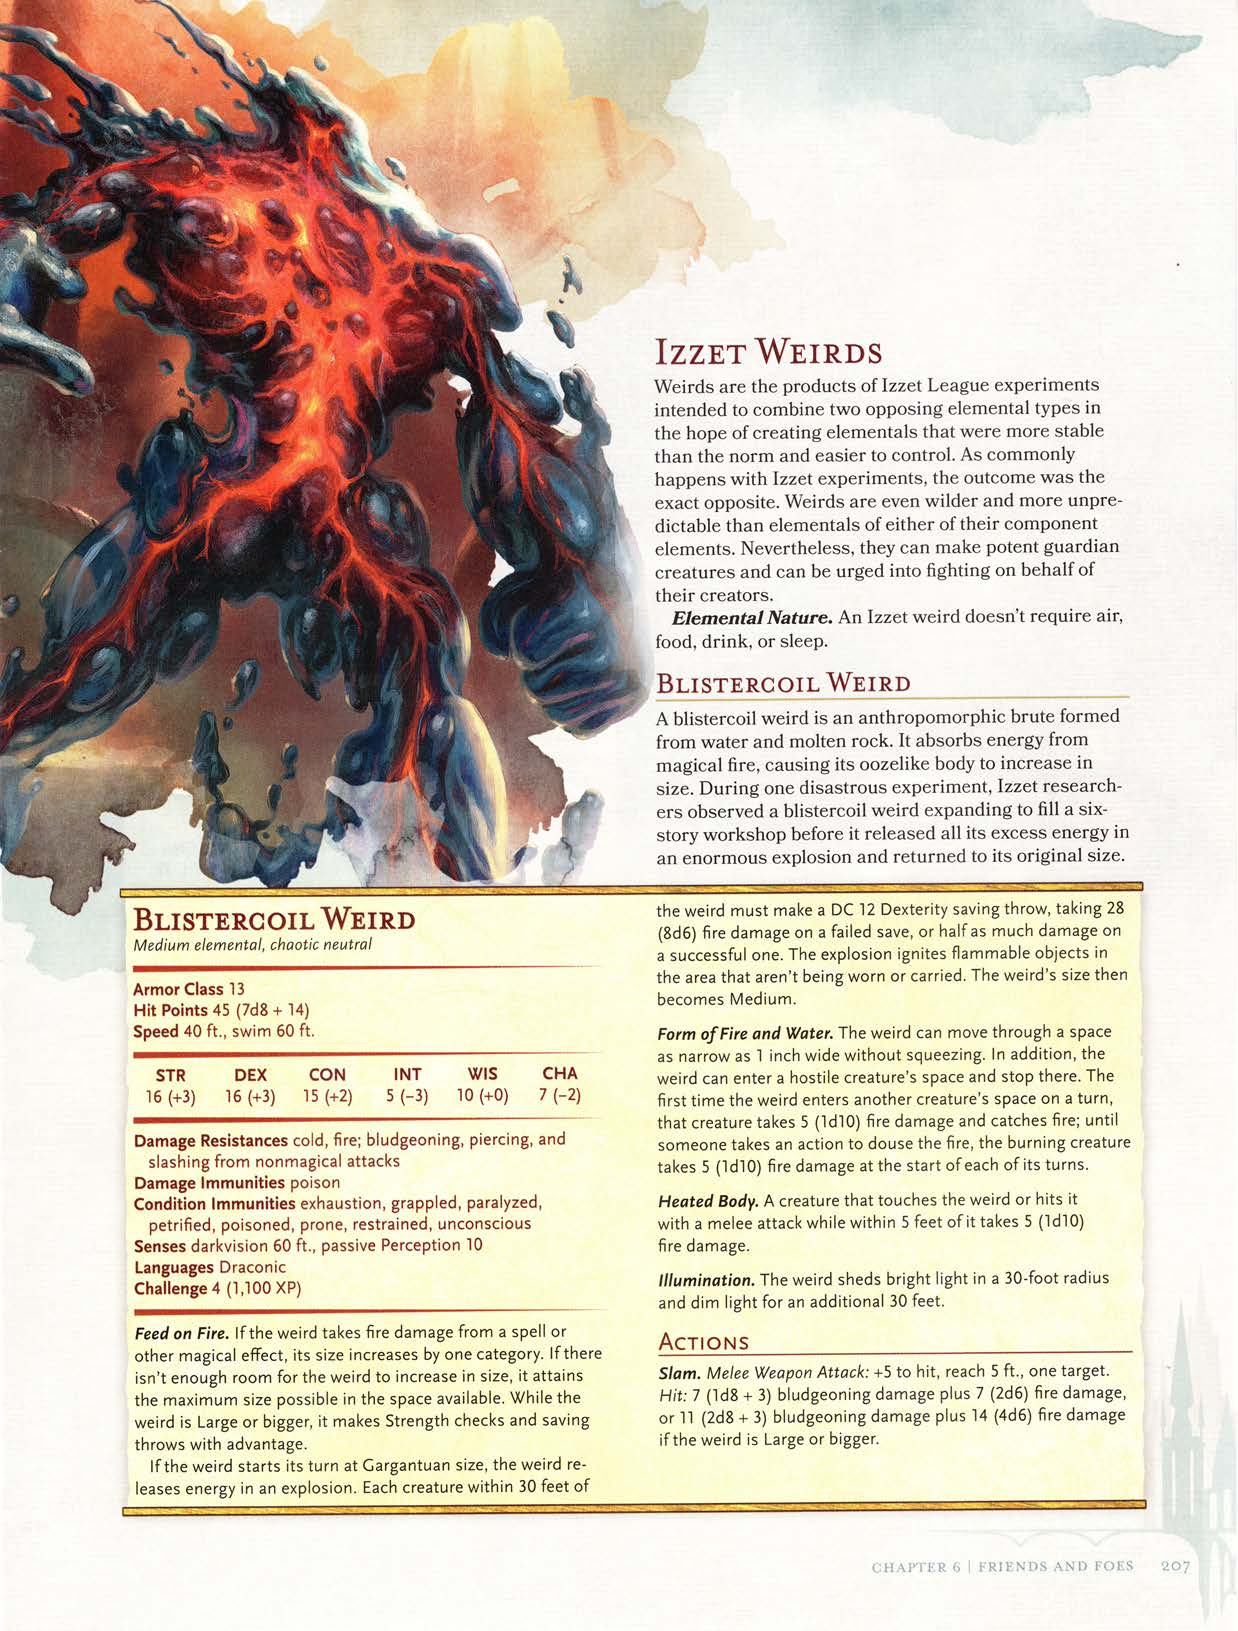 IZZET WEIRDS
Weirds are the products of Izzet League experiments
intended to combine two opposing elemental types in
the hope of creating elementals that were more stable
than the norm and easier to control. As commonly
happens with Izzet experiments, the outcome was the
exact opposite. Weirds are even wilder and more unpre-
dictable than elementals of either of their component
elements. Nevertheless, they can make potent guardian
creatures and can be urged into fighting on behalf of
their creators.
Elemental Nature. An Izzet weird doesn't require air,
food, drink, or sleep.
BLISTERCOIL WEIRD
A blistercoil weird is an anthropomorphic brute formed
from water and molten rock. It absorbs energy from
magical fire, causing its oozelike body to increase in
size. During one disastrous experiment, Izzet research-
ers observed a blistercoil weird expanding to fill a six-
story workshop before it released all its excess energy in
an enormous explosion and returned to its original size.
BLISTERCOIL WEIRD
Medium elemental, chaotic neutral
Armor Class 13
Hit Points 45 (7d8 + 14)
Speed 40 ft., swim 60 ft.
STR DEX CON INT WIS CHA
16 (+3) 16 (+3) 15 (+2) 5 (−3) 10 (+0) 7 (−2)
Damage Resistances cold, fire; bludgeoning, piercing, and
slashing from nonmagical attacks
Damage Immunities poison
Condition Immunities exhaustion, grappled, paralyzed,
petrified, poisoned, prone, restrained, unconscious
Senses darkvision 60 ft., passive Perception 10
Languages Draconic
Challenge 4 (1,100 XP)
Feed on Fire. If the weird takes fire damage from a spell or
other magical effect, its size increases by one category. If there
isn't enough room for the weird to increase in size, it attains
the maximum size possible in the space available. While the
weird is Large or bigger, it makes Strength checks and saving
throws with advantage.
If the weird starts its turn at Gargantuan size, the weird re-
leases energy in an explosion. Each creature within 30 feet of
the weird must make a DC 12 Dexterity saving throw, taking 28
(8d6) fire damage on a failed save, or half as much damage on
a successful one. The explosion ignites flammable objects in
the area that aren't being worn or carried. The weird's size then
becomes Medium.
Form of Fire and Water. The weird can move through a space
as narrow as 1 inch wide without squeezing. In addition, the
weird can enter a hostile creature's space and stop there. The
first time the weird enters another creature's space on a turn,
that creature takes 5 (1d10) fire damage and catches fire; until
someone takes an action to douse the fire, the burning creature
takes 5 (1d10) fire damage at the start of each of its turns.
Heated Body. A creature that touches the weird or hits it
with a melee attack while within 5 feet of it takes 5 (1d10)
fire damage.
Illumination. The weird sheds bright light in a 30-foot radius
and dim light for an additional 30 feet.
ACTIONS
Slam. Melee Weapon Attack: +5 to hit, reach 5 ft., one target.
Hit: 7 (1d8 + 3) bludgeoning damage plus 7 (2d6) fire damage,
or 11 (2d8 + 3) bludgeoning damage plus 14 (4d6) fire damage
if the weird is Large or bigger.
CHAPTER 6 | FRIENDS AND FOES 207